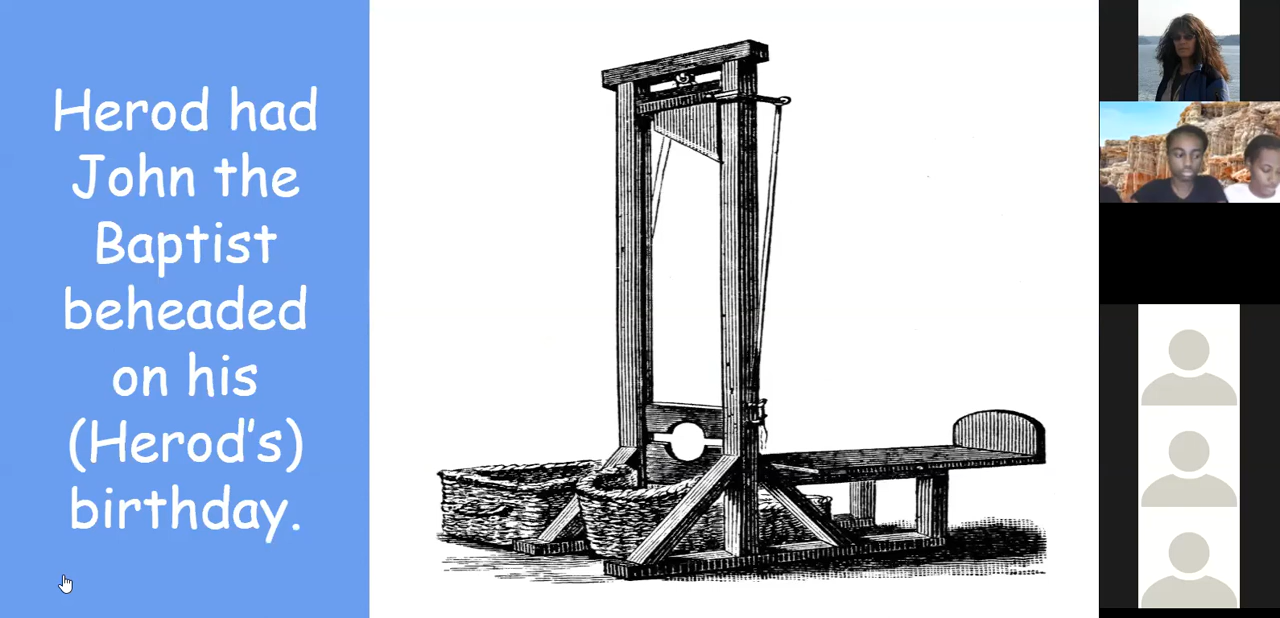 Herod had
John the
Baptist
beheaded
on his
(Herod's)
birthday.